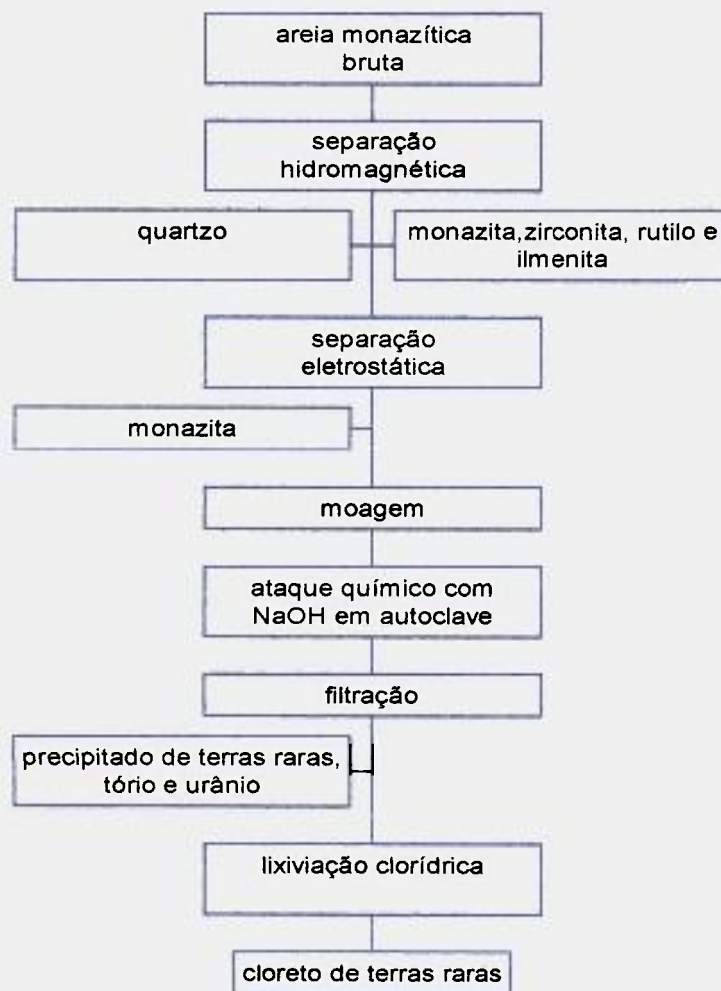 areia monazítica
bruta
separação
hidromagnética
quartzo
monazita,zirconita, rutilo e
ilmenita
separação
eletrostática
monazita
moagem
ataque químico com
NaOH em autoclave
filtração
precipitado de terras raras,
tório e urânio
lixiviação clorídrica
cloreto de terras raras